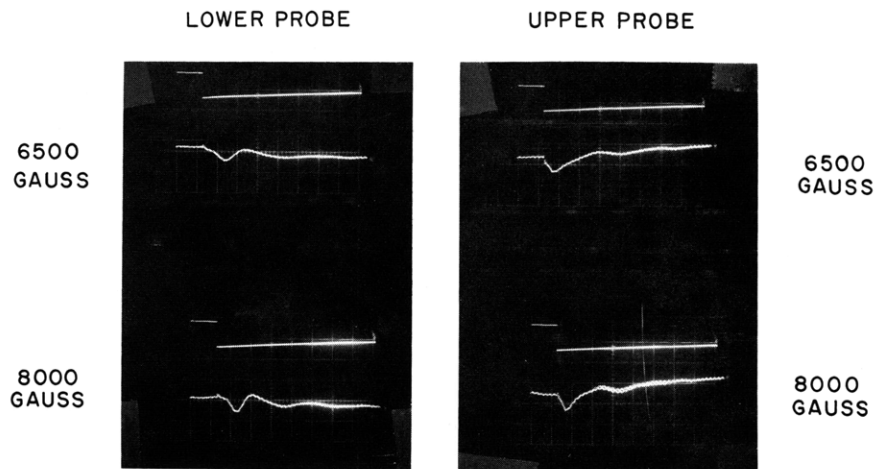 LOWER PROBE
UPPER PROBE
6500
GAUSS
6500
GAUSS
8000
GAUSS
8000
GAUSS